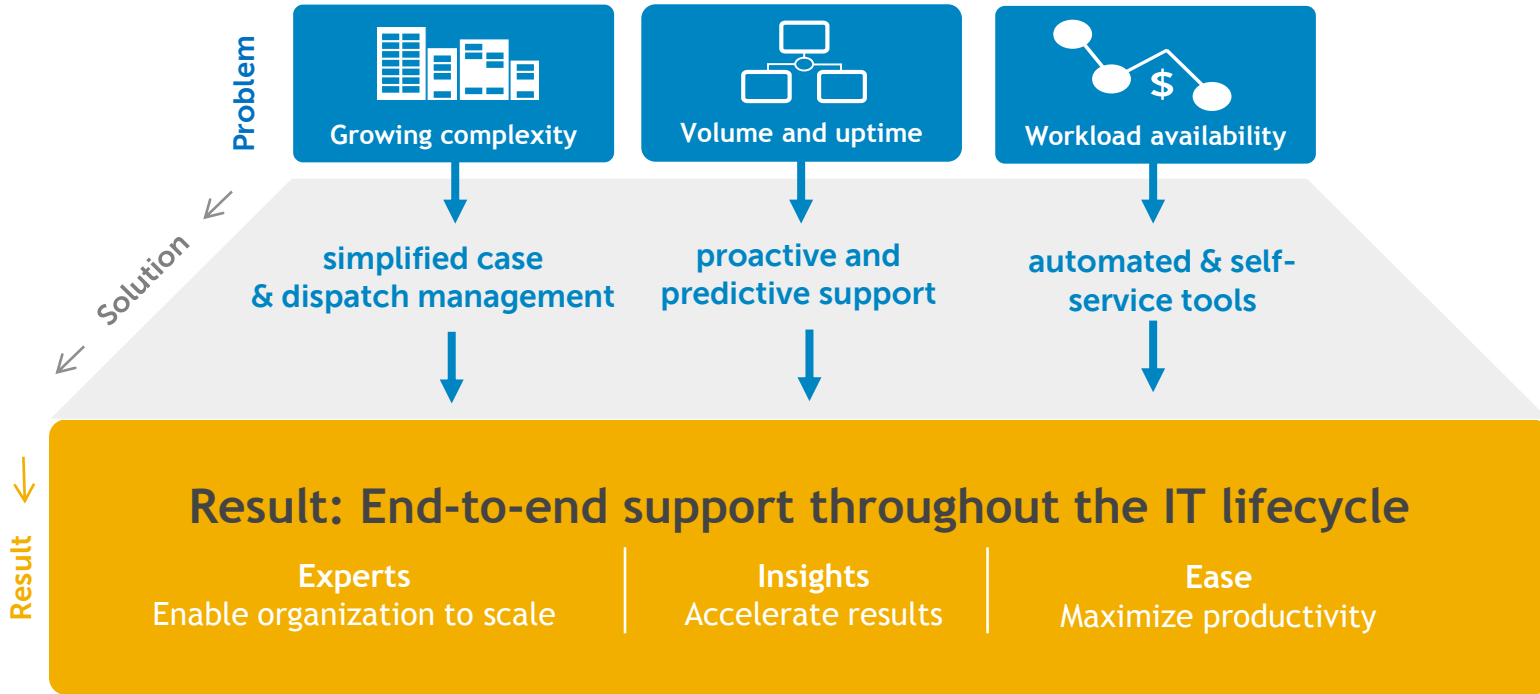 Problem
Growing complexity
Volume and uptime
Workload availability
$
Solution
simplified case
& dispatch management
proactive and
predictive support
automated & self-
service tools
Result
Result: End-to-end support throughout the IT lifecycle
Experts
Enable organization to scale
Insights
Accelerate results
Ease
Maximize productivity